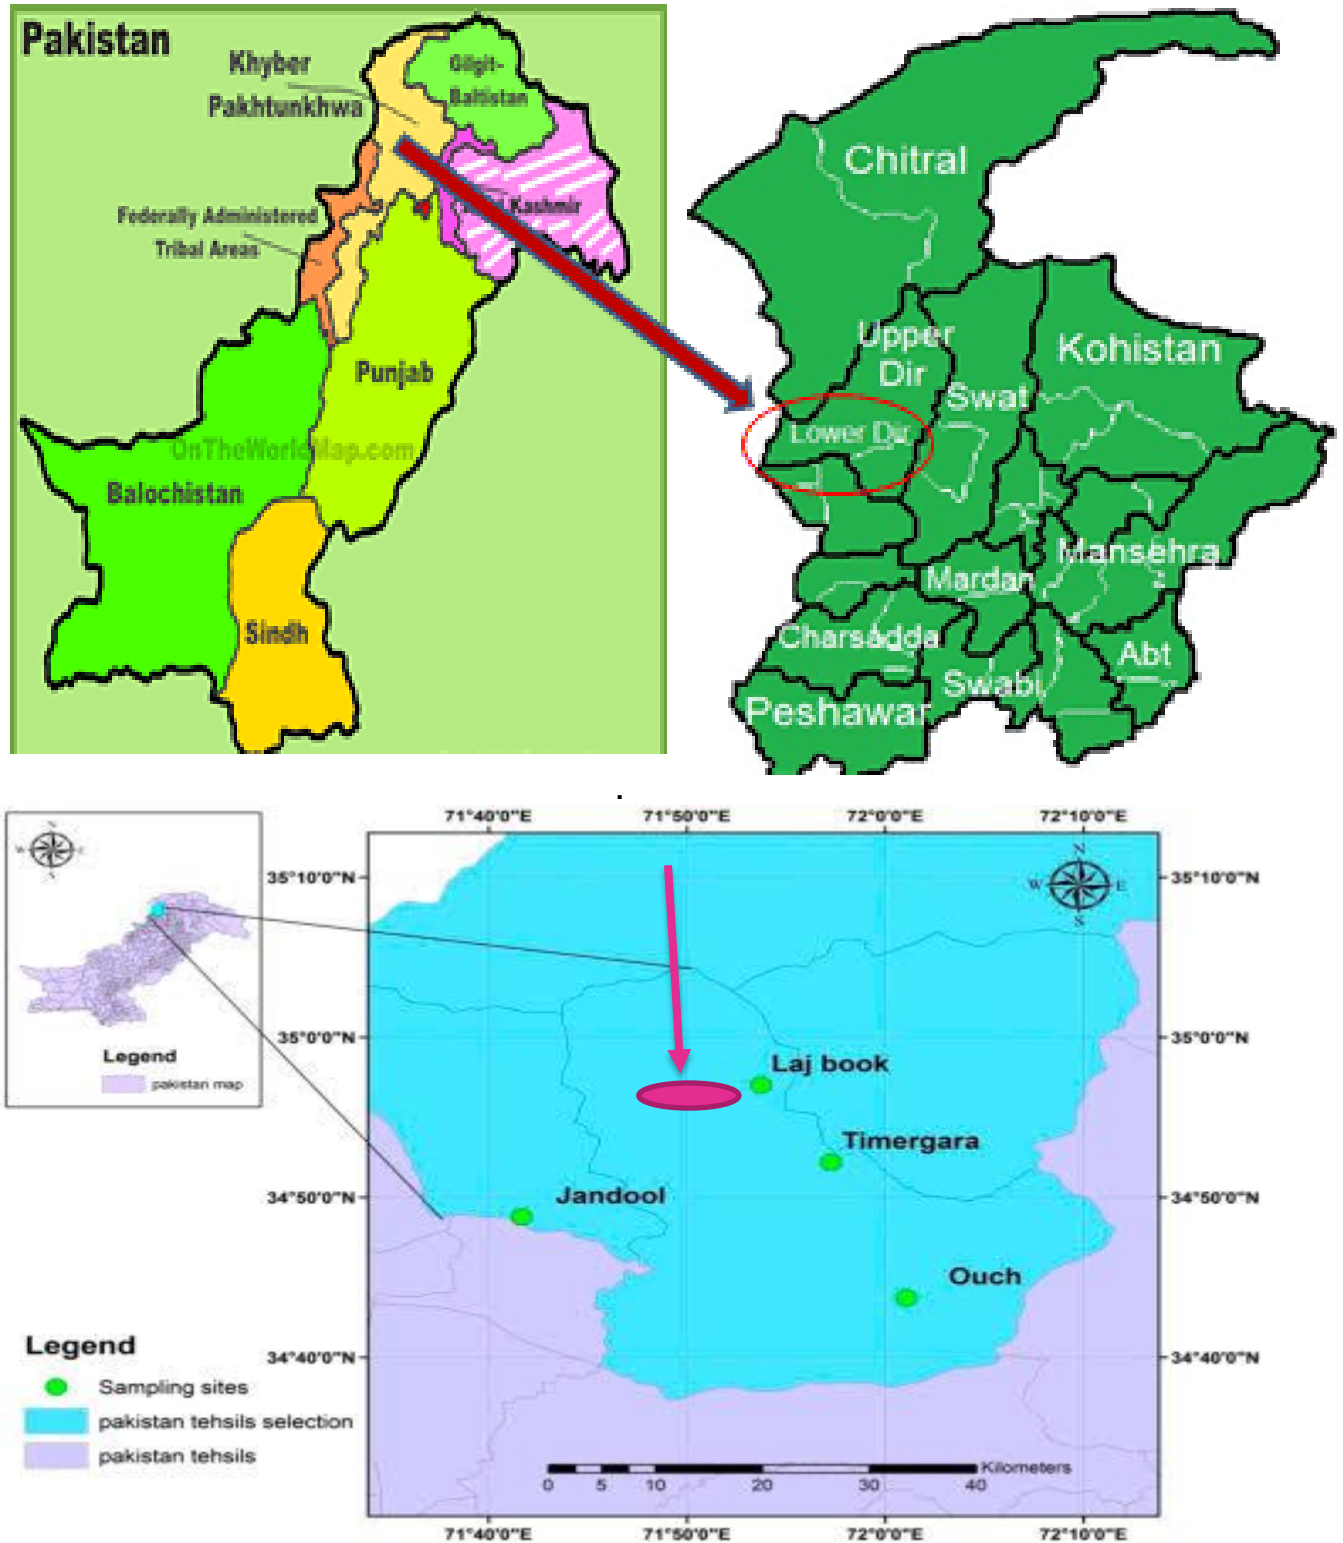 Pakistan
Khyber
Pakhtunkhwa
Gilgit-
Baltistan
Kashmir
Federally Administered
Tribal Areas
Punjab
OnTheWorldMap.com
Balochistan
Sindh
Chitral
Upper
Dir
Kohistan
Swat
Lower Dir
Mansehra
Mardan
Charsadda
Abt
Swabi
Peshawar
.
71°40'0"E 71°50'0"E 72°0'0"E 72°10'0"E
N
W E
S
Legend
pakistan map
35°10'0"N 35°10'0"N
N
W E
S
35°0'0"N 35°0'0"N
Laj book
Timergara
34°50'0"N 34°50'0"N
Jandool
Ouch
34°40'0"N 34°40'0"N
Legend
Sampling sites
pakistan tehsils selection
pakistan tehsils
Kilometers
0 5 10 20 30 40
71°40'0"E 71°50'0"E 72°0'0"E 72°10'0"E